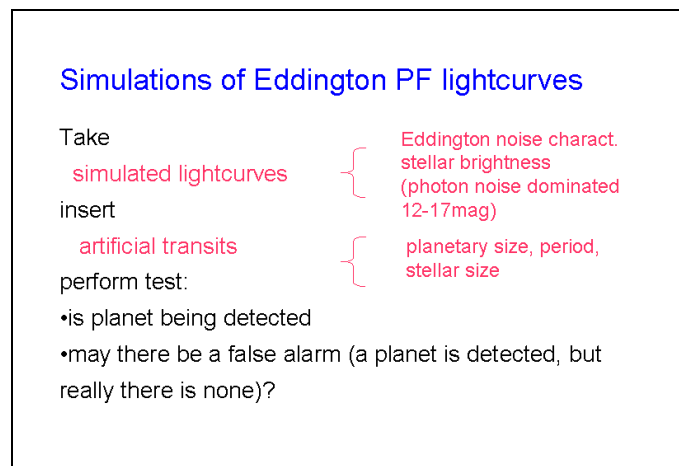 Simulations of Eddington PF lightcurves
Take
simulated lightcurves
Eddington noise charact.
stellar brightness
(photon noise dominated
12-17mag)
insert
artificial transits
planetary size, period,
stellar size
perform test:
•is planet being detected
•may there be a false alarm (a planet is detected, but
really there is none)?